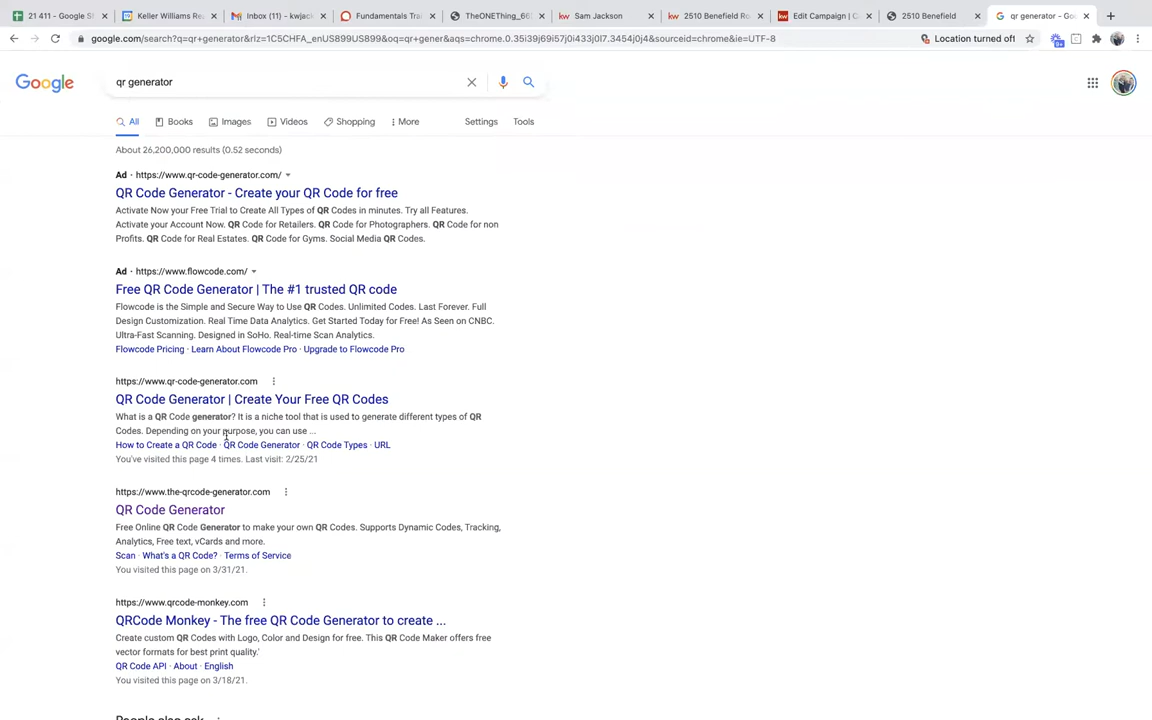 21 411 - Google S
Keller Williams Re
Inbox (11) - kwjac
Fundamentals Tra
TheONEThing_66
Sam Jackson
2510 Benefield Ro
Edit Campaign | C
2510 Benefield
qr generator - Go
google.com/search?q=qr+generator&rlz=1C5CHFA_enUS899US899&oq=qr+gener&aqs=chrome.0.35i39j69i57j0i433j0l7.3454j0j4&sourceid=chrome&ie=UTF-8
Location turned off
Google
qr generator
All
Books
Images
Videos
Shopping
More
Settings
Tools
About 26,200,000 results (0.52 seconds)
Ad · https://www.qr-code-generator.com/
QR Code Generator - Create your QR Code for free
Activate Now your Free Trial to Create All Types of QR Codes in minutes. Try all Features.
Activate your Account Now. QR Code for Retailers. QR Code for Photographers. QR Code for non
Profits. QR Code for Real Estates. QR Code for Gyms. Social Media QR Codes.
Ad · https://www.flowcode.com/
Free QR Code Generator | The #1 trusted QR code
Flowcode is the Simple and Secure Way to Use QR Codes. Unlimited Codes. Last Forever. Full
Design Customization. Real Time Data Analytics. Get Started Today for Free! As Seen on CNBC.
Ultra-Fast Scanning. Designed in SoHo. Real-time Scan Analytics.
Flowcode Pricing · Learn About Flowcode Pro · Upgrade to Flowcode Pro
https://www.qr-code-generator.com
QR Code Generator | Create Your Free QR Codes
What is a QR Code generator? It is a niche tool that is used to generate different types of QR
Codes. Depending on your purpose, you can use ...
How to Create a QR Code · QR Code Generator · QR Code Types · URL
You've visited this page 4 times. Last visit: 2/25/21
https://www.the-qrcode-generator.com
QR Code Generator
Free Online QR Code Generator to make your own QR Codes. Supports Dynamic Codes, Tracking,
Analytics, Free text, vCards and more.
Scan · What's a QR Code? · Terms of Service
You visited this page on 3/31/21.
https://www.qrcode-monkey.com
QRCode Monkey - The free QR Code Generator to create ...
Create custom QR Codes with Logo, Color and Design for free. This QR Code Maker offers free
vector formats for best print quality.'
QR Code API · About · English
You visited this page on 3/18/21.
People also ask